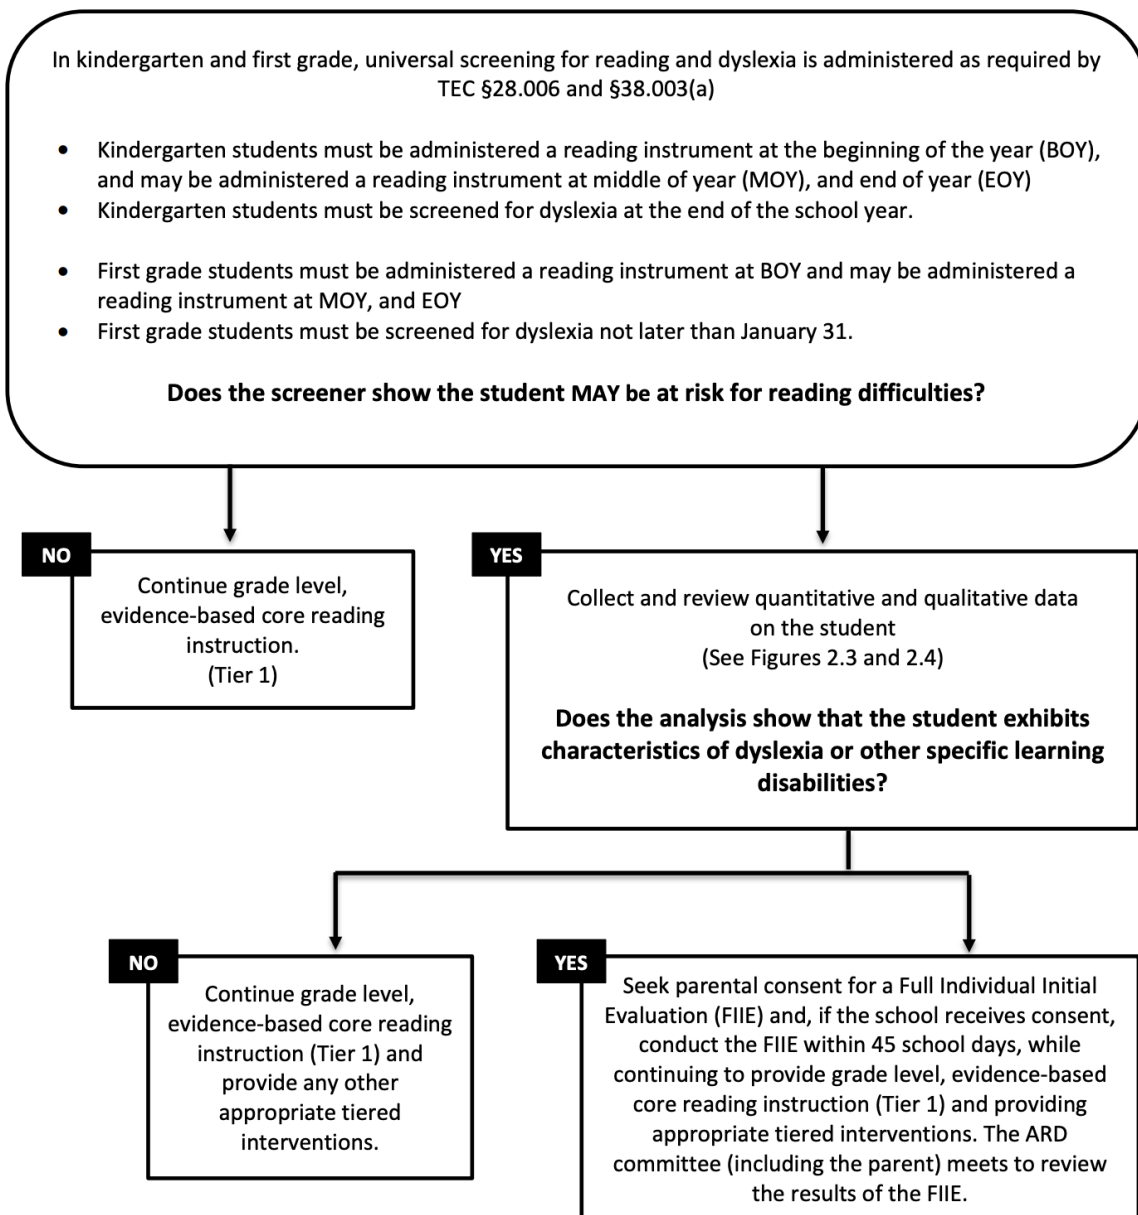 In kindergarten and first grade, universal screening for reading and dyslexia is administered as required by
TEC §28.006 and §38.003(a)
• Kindergarten students must be administered a reading instrument at the beginning of the year (BOY),
and may be administered a reading instrument at middle of year (MOY), and end of year (EOY)
• Kindergarten students must be screened for dyslexia at the end of the school year.
• First grade students must be administered a reading instrument at BOY and may be administered a
reading instrument at MOY, and EOY
• First grade students must be screened for dyslexia not later than January 31.
Does the screener show the student MAY be at risk for reading difficulties?
NO
Continue grade level,
evidence-based core reading
instruction.
(Tier 1)
YES
Collect and review quantitative and qualitative data
on the student
(See Figures 2.3 and 2.4)
Does the analysis show that the student exhibits
characteristics of dyslexia or other specific learning
disabilities?
NO
Continue grade level,
evidence-based core reading
instruction (Tier 1) and
provide any other
appropriate tiered
interventions.
YES
Seek parental consent for a Full Individual Initial
Evaluation (FIIE) and, if the school receives consent,
conduct the FIIE within 45 school days, while
continuing to provide grade level, evidence-based
core reading instruction (Tier 1) and providing
appropriate tiered interventions. The ARD
committee (including the parent) meets to review
the results of the FIIE.